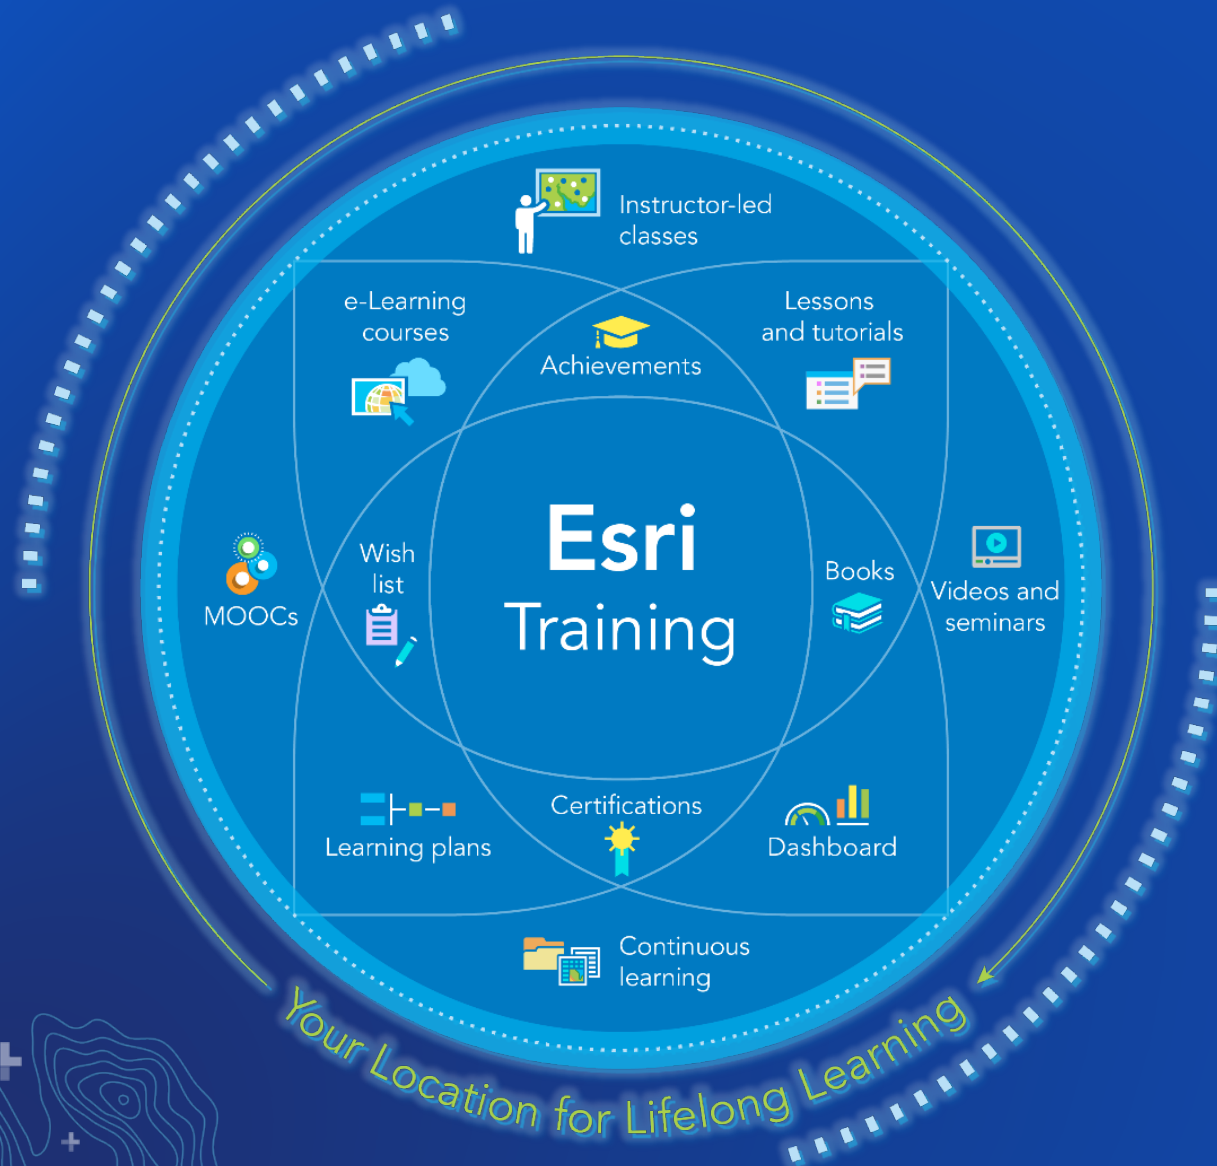 Instructor-led
classes
e-Learning
courses
Achievements
Lessons
and tutorials
MOOCs
Wish
list
Esri
Training
Books
Videos and
seminars
Learning plans
Certifications
Dashboard
Continuous
learning
Your Location for Lifelong Learning